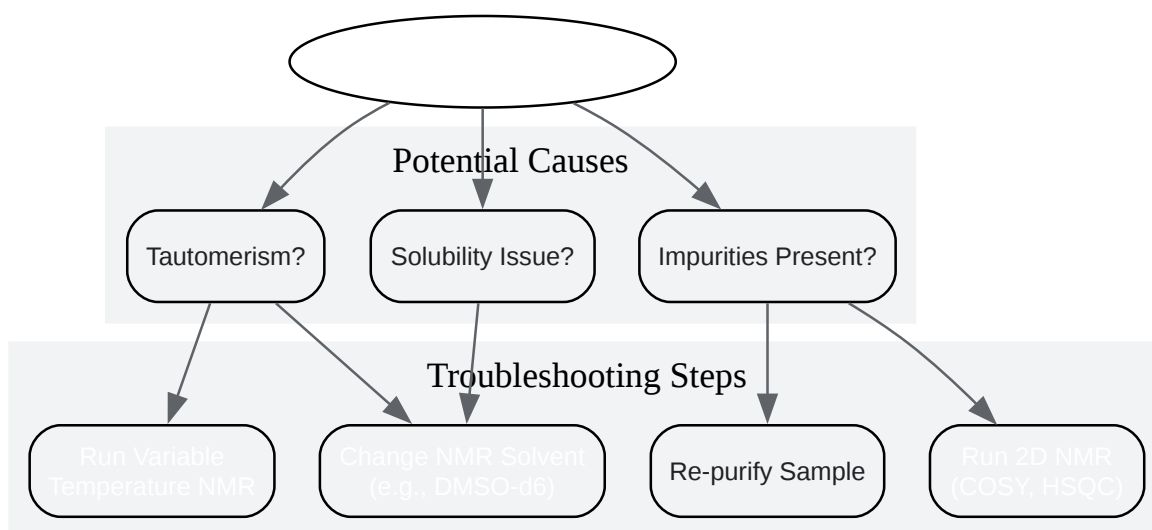 Potential Causes
Tautomerism?
Solubility Issue?
Impurities Present?
Troubleshooting Steps
Run Variable
Temperature NMR
Change NMR Solvent
(e.g., DMSO-d6)
Re-purify Sample
Run 2D NMR
(COSY, HSQC)